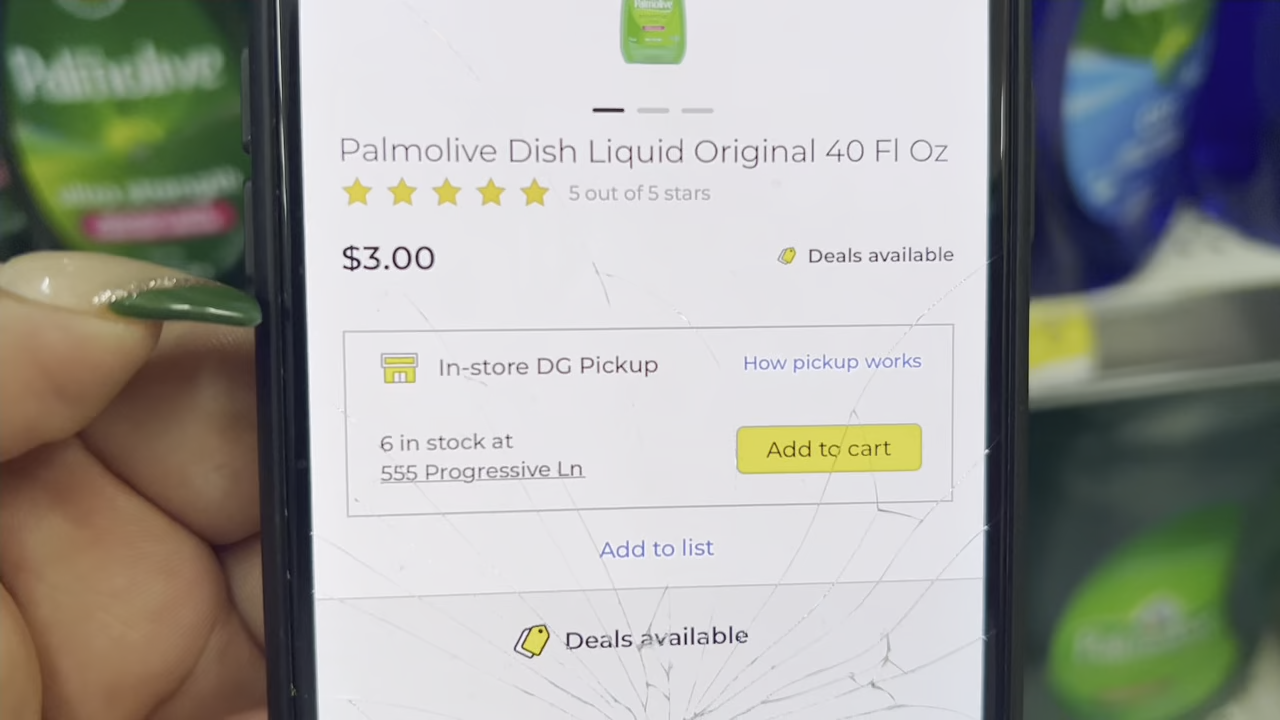 Palmolive
Palmolive
Palmolive Dish Liquid Original 40 Fl Oz
5 out of 5 stars
$3.00
Deals available
In-store DG Pickup
How pickup works
6 in stock at
555 Progressive Ln
Add to cart
Add to list
Deals available